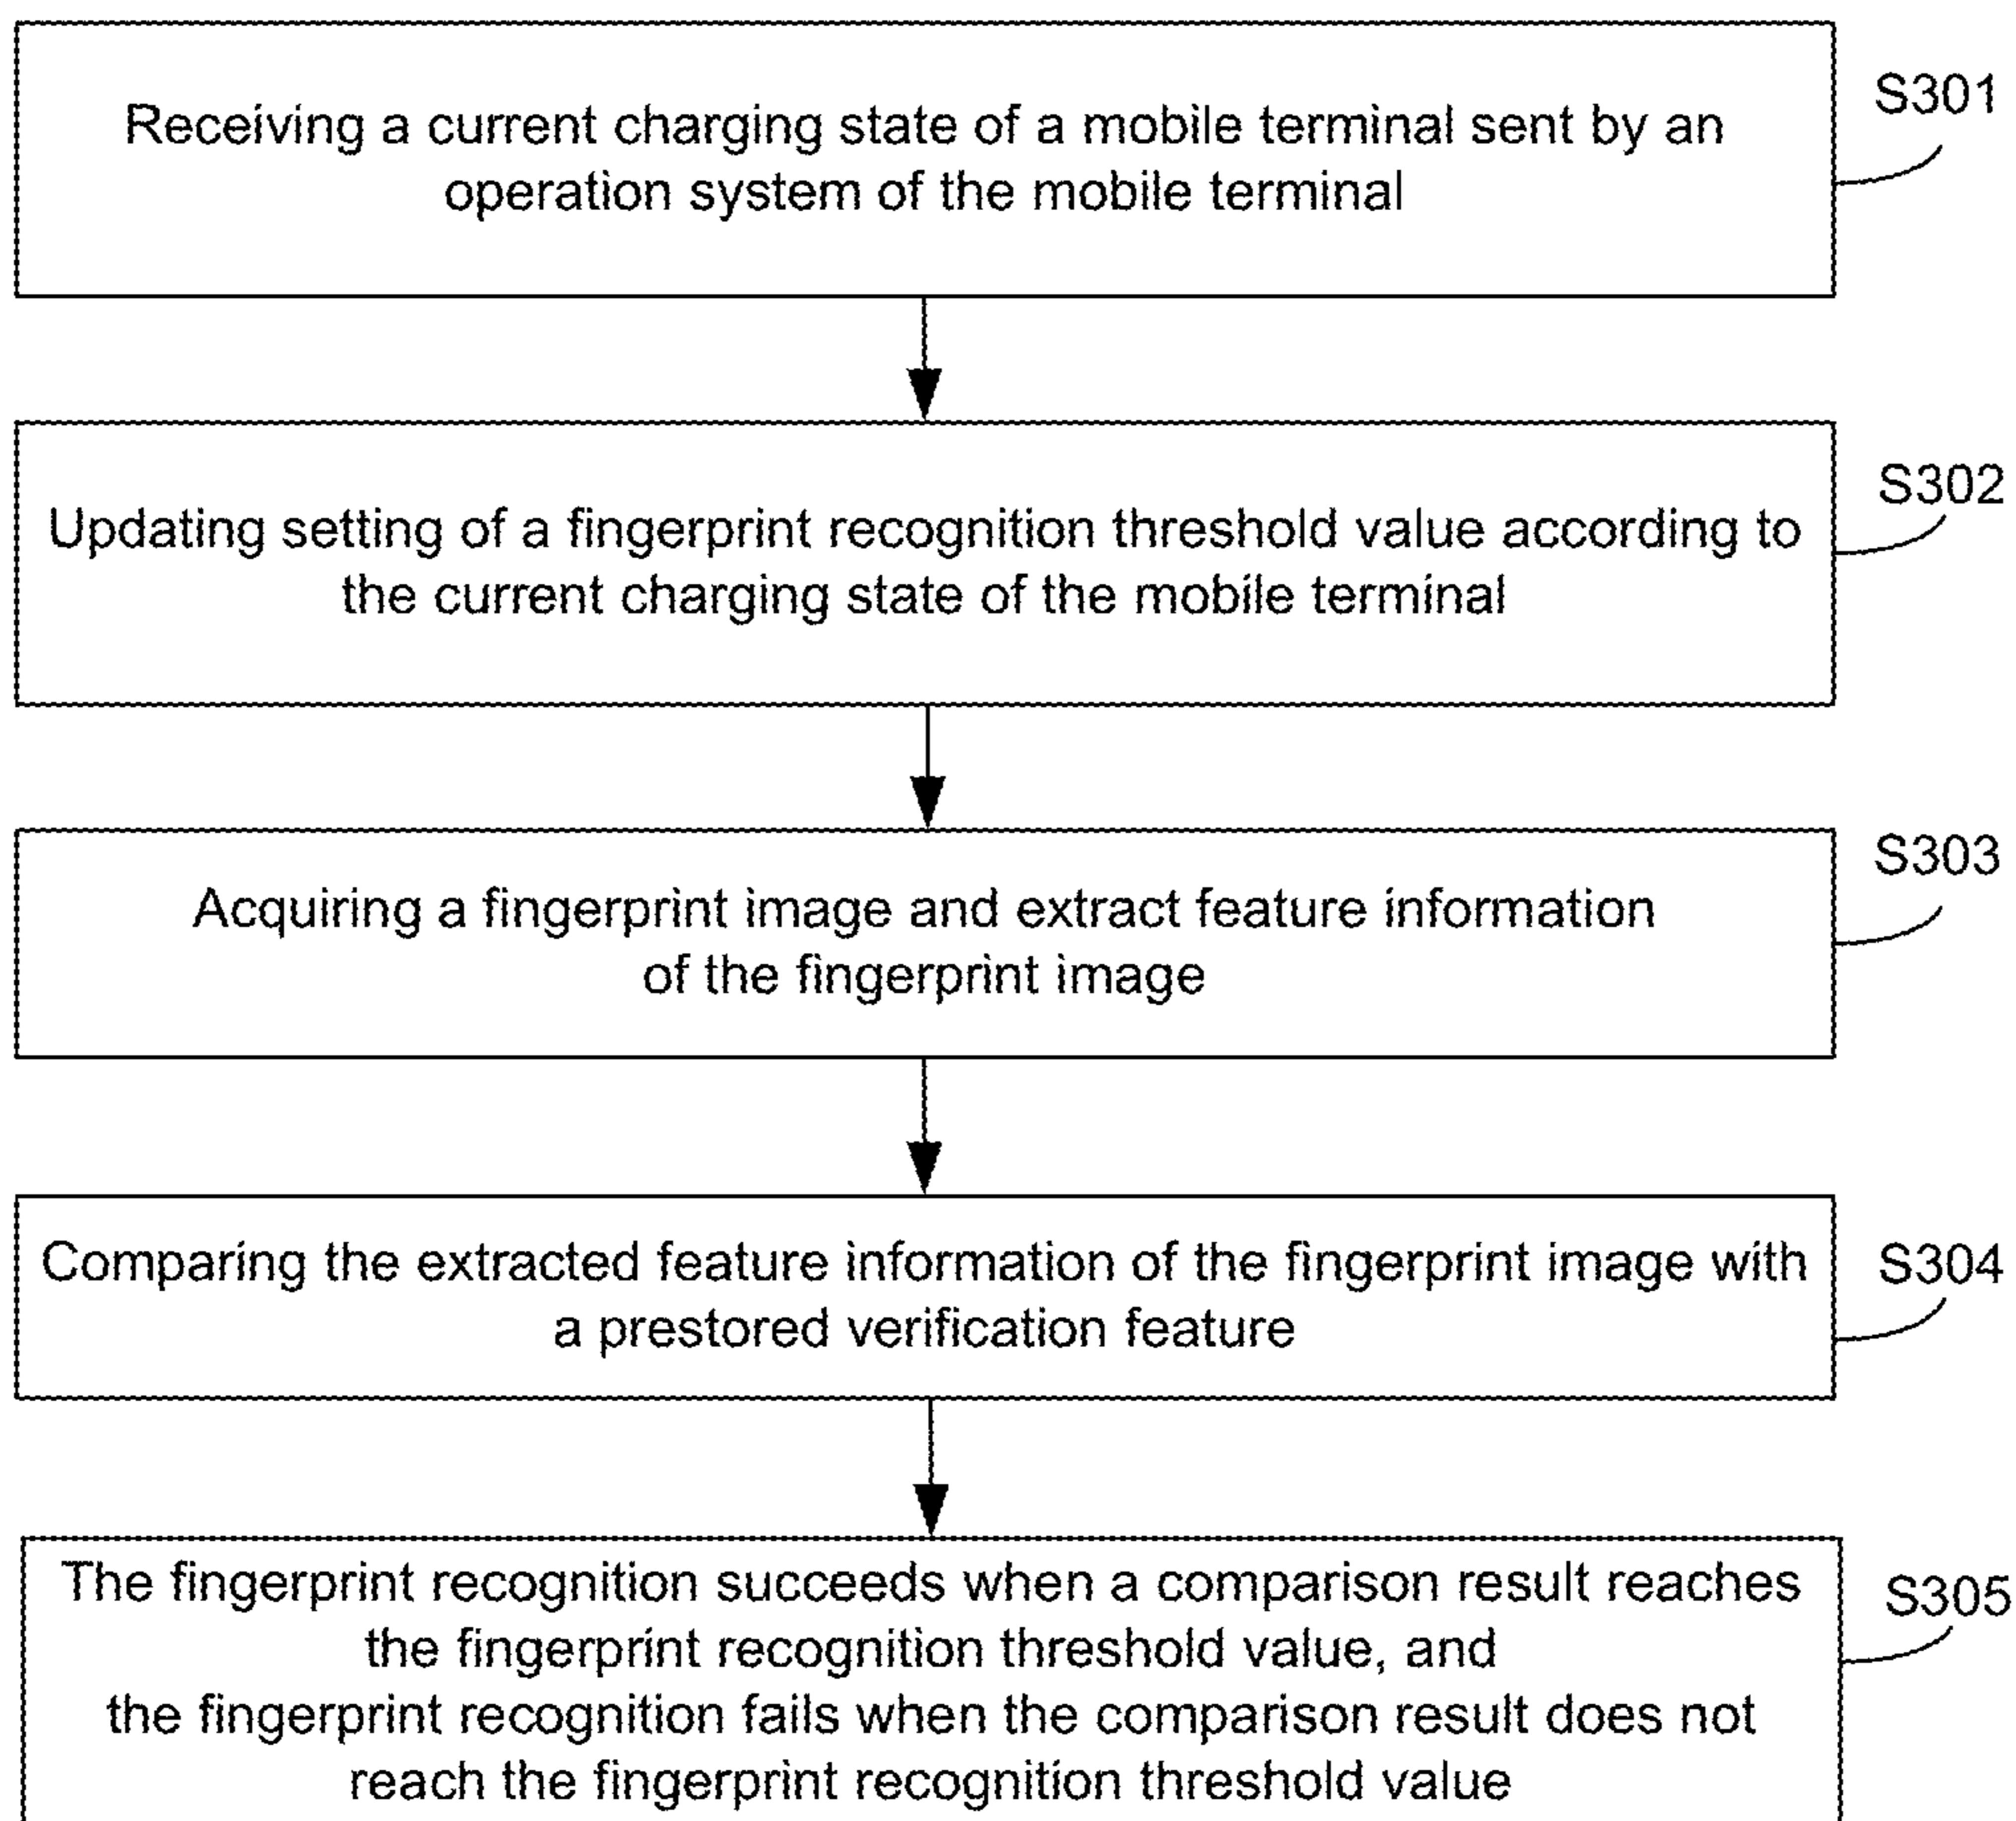 Receiving a current charging state of a mobile terminal sent by an
operation system of the mobile terminal
S301
Updating setting of a fingerprint recognition threshold value according to
the current charging state of the mobile terminal
S302
Acquiring a fingerprint image and extract feature information
of the fingerprint image
S303
Comparing the extracted feature information of the fingerprint image with
a prestored verification feature
S304
The fingerprint recognition succeeds when a comparison result reaches
the fingerprint recognition threshold value, and
the fingerprint recognition fails when the comparison result does not
reach the fingerprint recognition threshold value
S305